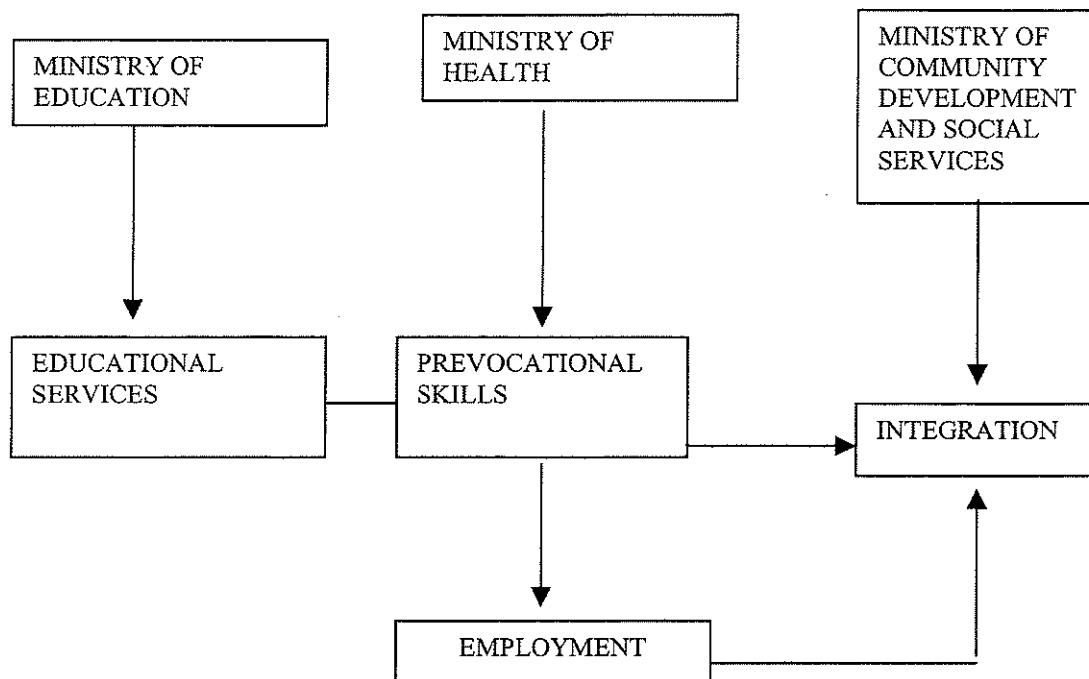 MINISTRY OF
EDUCATION
MINISTRY OF
HEALTH
MINISTRY OF
COMMUNITY
DEVELOPMENT
AND SOCIAL
SERVICES
EDUCATIONAL
SERVICES
PREVOCATIONAL
SKILLS
INTEGRATION
EMPLOYMENT